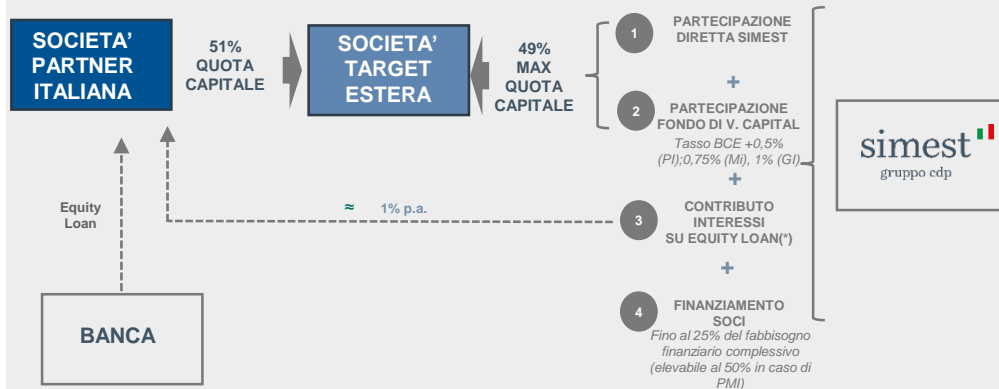 SOCIETA'
PARTNER
ITALIANA
51%
QUOTA
CAPITALE
SOCIETA'
TARGET
ESTERA
49%
MAX
QUOTA
CAPITALE
1
PARTECIPAZIONE
DIRETTA SIMEST
+
2
PARTECIPAZIONE
FONDO DI V. CAPITAL
Tasso BCE +0,5%
(PI);0,75% (Mi), 1% (GI)
+
3
CONTRIBUTO
INTERESSI
SU EQUITY LOAN(*)
+
4
FINANZIAMENTO
SOCI
Fino al 25% del fabbisogno
finanziario complessivo
(elevabile al 50% in caso di
PMI)
simest
gruppo cdp
≈ 1% p.a.
Equity
Loan
BANCA